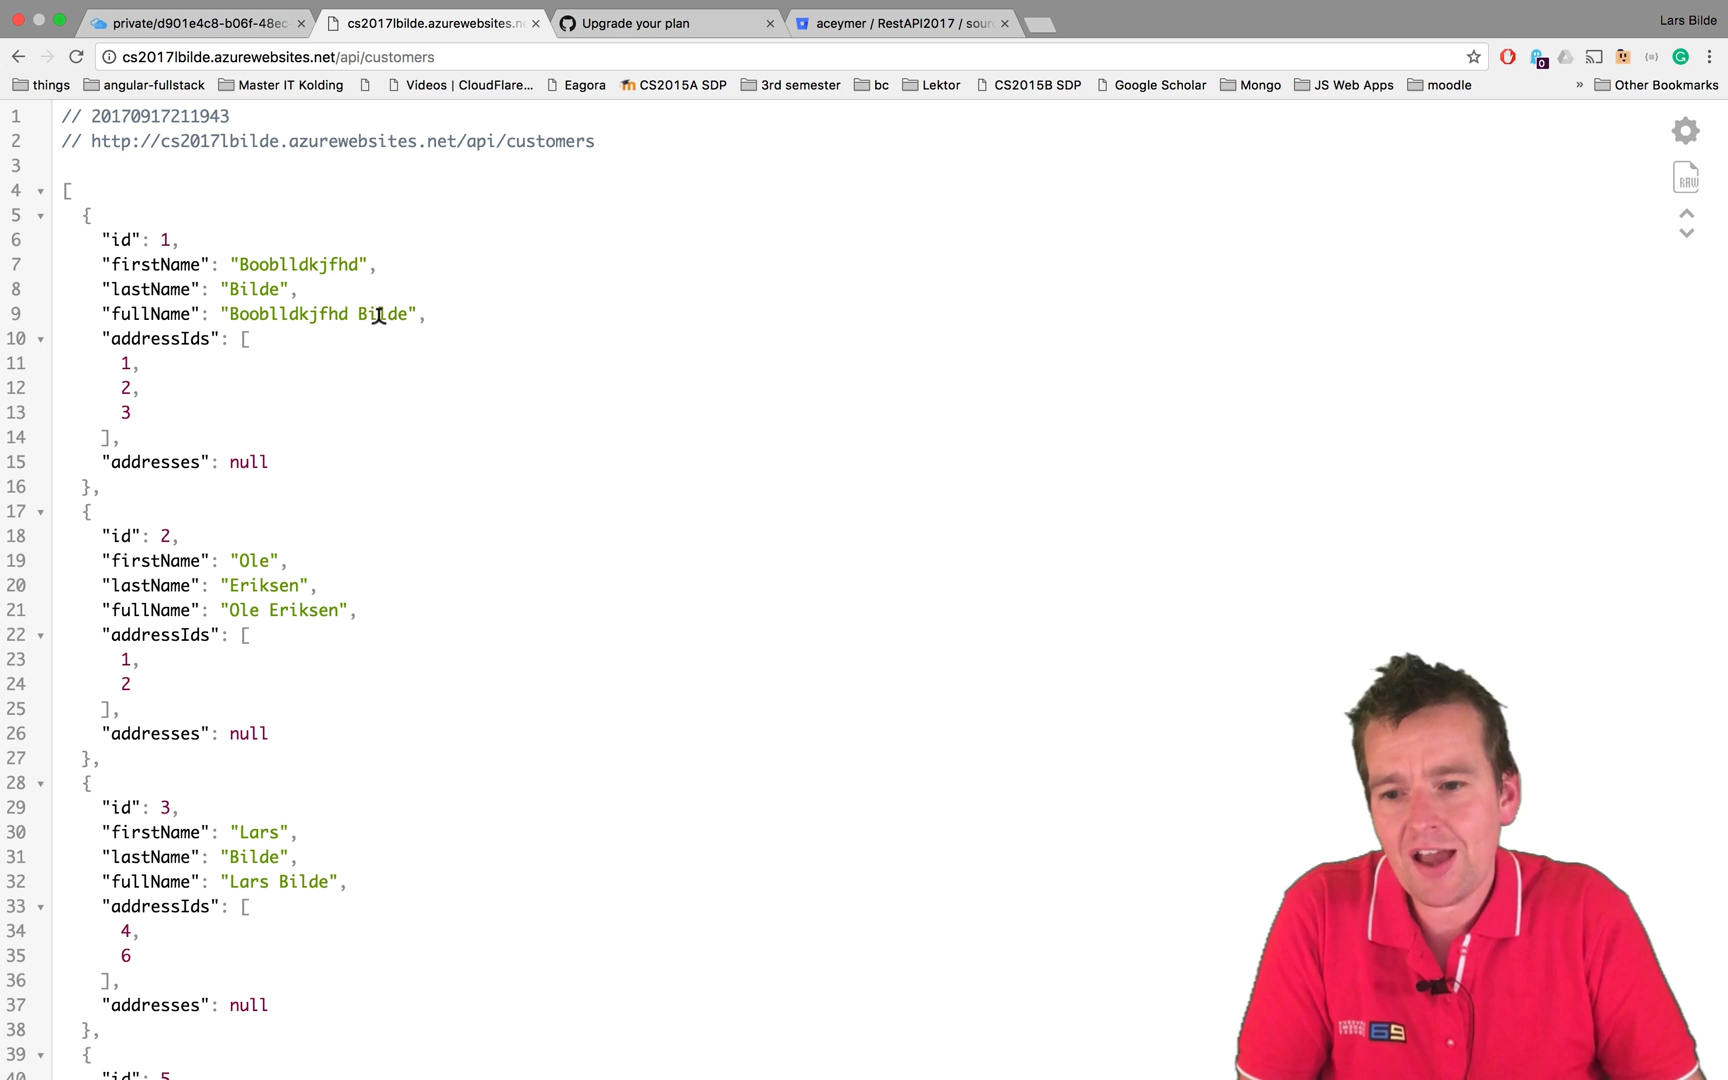 private/d901e4c8-b06f-48ec
cs2017lbilde.azurewebsites.n
Upgrade your plan
aceymer / RestAPI2017 / sour
Lars Bilde
cs2017lbilde.azurewebsites.net/api/customers
0
things
angular-fullstack
Master IT Kolding
Videos | CloudFlare...
Eagora
CS2015A SDP
3rd semester
bc
Lektor
CS2015B SDP
Google Scholar
Mongo
JS Web Apps
moodle
»
Other Bookmarks
1 // 20170917211943
2 // http://cs2017lbilde.azurewebsites.net/api/customers
3
4 [
5 {
6 "id": 1,
7 "firstName": "Booblldkjfhd",
8 "lastName": "Bilde",
9 "fullName": "Booblldkjfhd Bilde",
10 "addressIds": [
11 1,
12 2,
13 3
14 ],
15 "addresses": null
16 },
17 {
18 "id": 2,
19 "firstName": "Ole",
20 "lastName": "Eriksen",
21 "fullName": "Ole Eriksen",
22 "addressIds": [
23 1,
24 2
25 ],
26 "addresses": null
27 },
28 {
29 "id": 3,
30 "firstName": "Lars",
31 "lastName": "Bilde",
32 "fullName": "Lars Bilde",
33 "addressIds": [
34 4,
35 6
36 ],
37 "addresses": null
38 },
39 {
40 "id": 5
RAW
69